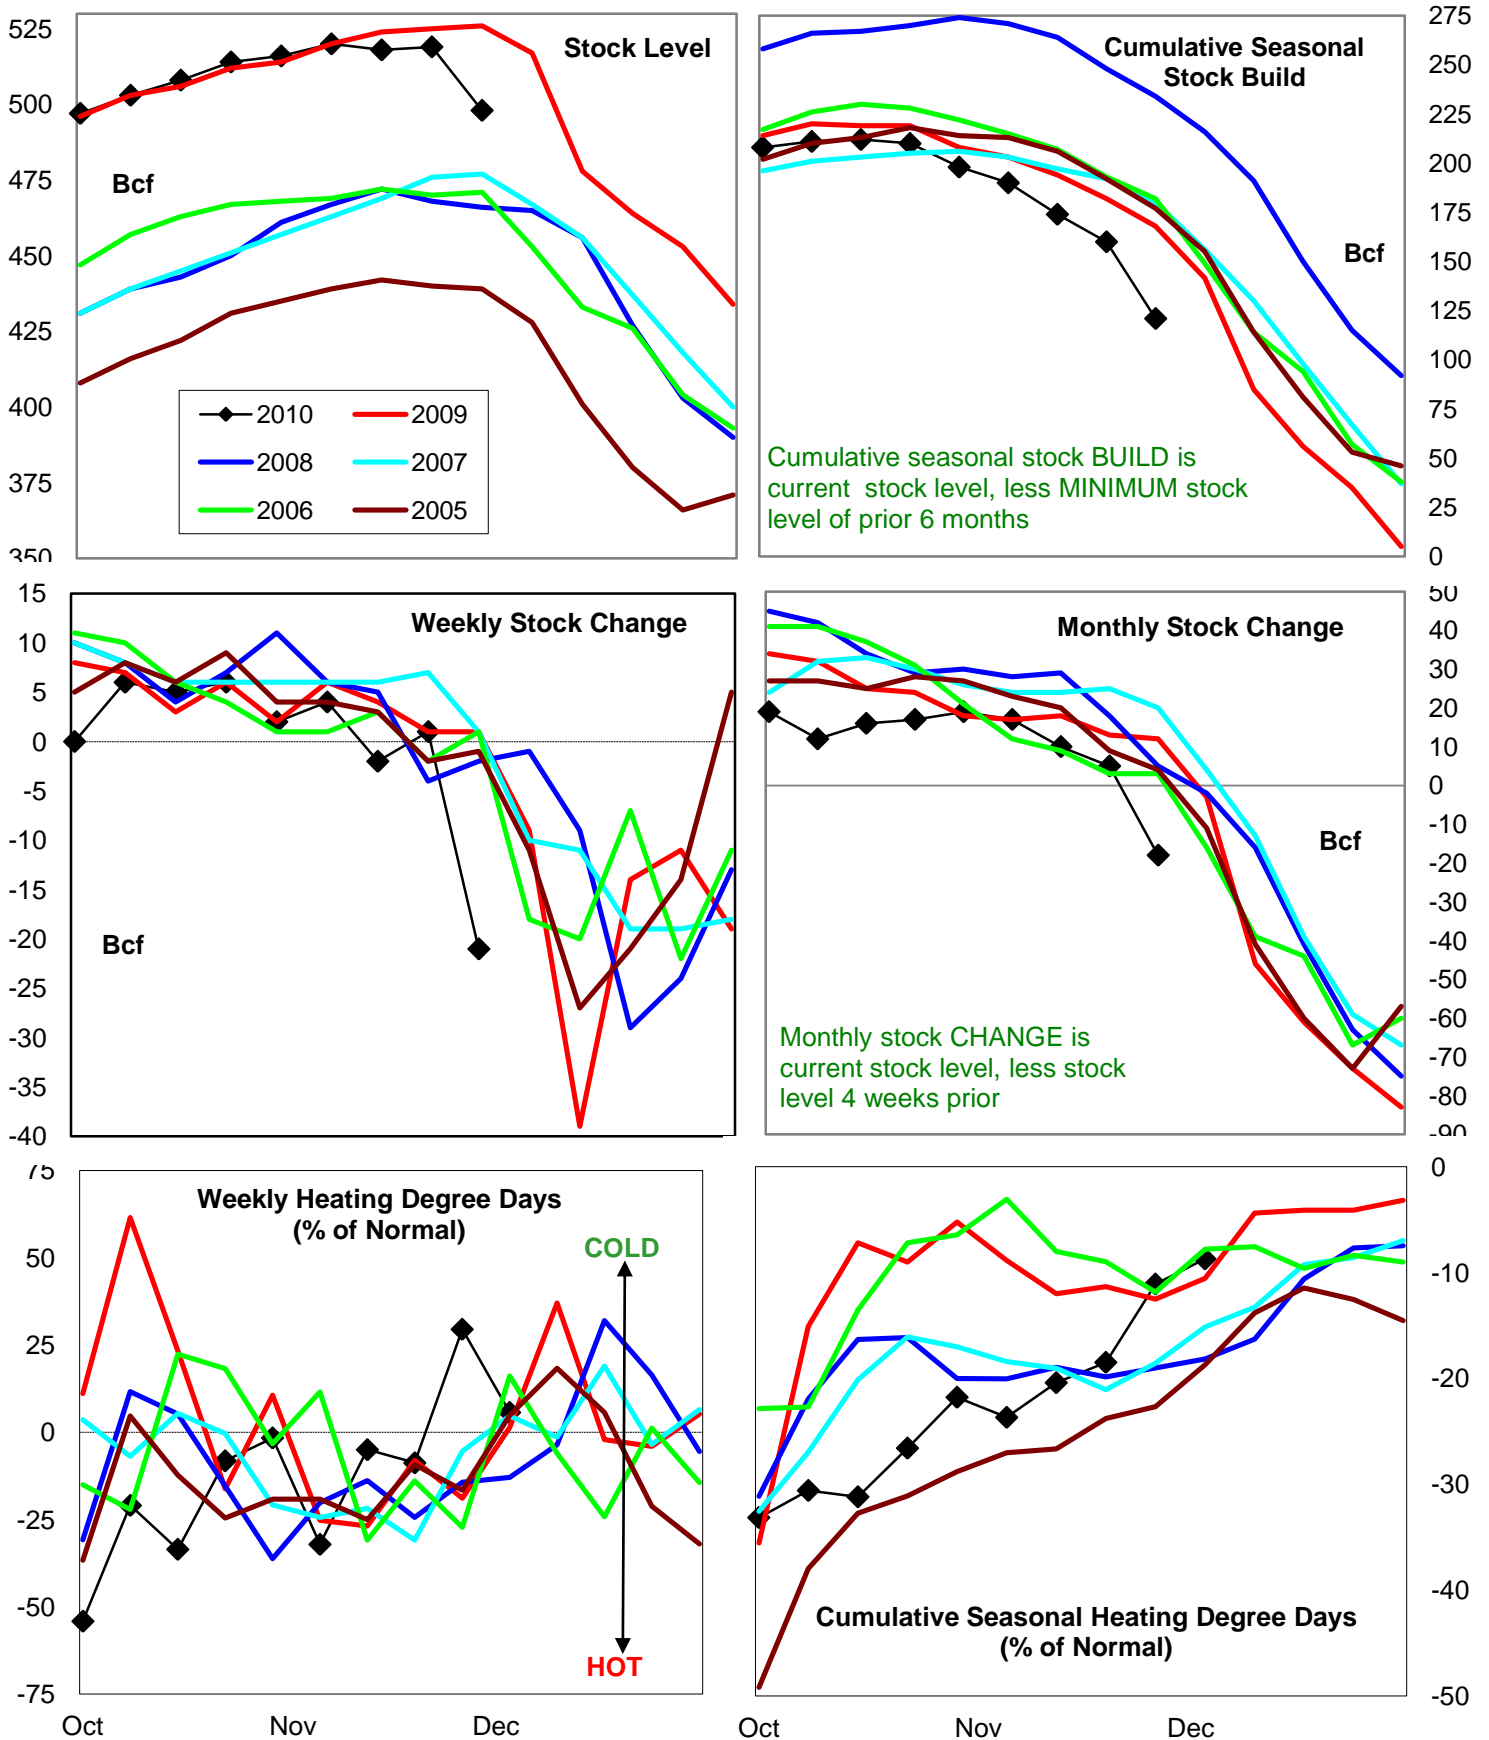 525
500
475
450
425
400
375
350
Stock Level
Bcf
2010
2009
2008
2007
2006
2005
Cumulative Seasonal
Stock Build
Bcf
Cumulative seasonal stock BUILD is
current stock level, less MINIMUM stock
level of prior 6 months
275
250
225
200
175
150
125
100
75
50
25
0
15
10
5
0
-5
-10
-15
-20
-25
-30
-35
-40
Weekly Stock Change
Bcf
Monthly Stock Change
Bcf
Monthly stock CHANGE is
current stock level, less stock
level 4 weeks prior
50
40
30
20
10
0
-10
-20
-30
-40
-50
-60
-70
-80
-90
75
50
25
0
-25
-50
-75
Weekly Heating Degree Days
(% of Normal)
COLD
HOT
Oct
Nov
Dec
Cumulative Seasonal Heating Degree Days
(% of Normal)
0
-10
-20
-30
-40
-50
Oct
Nov
Dec